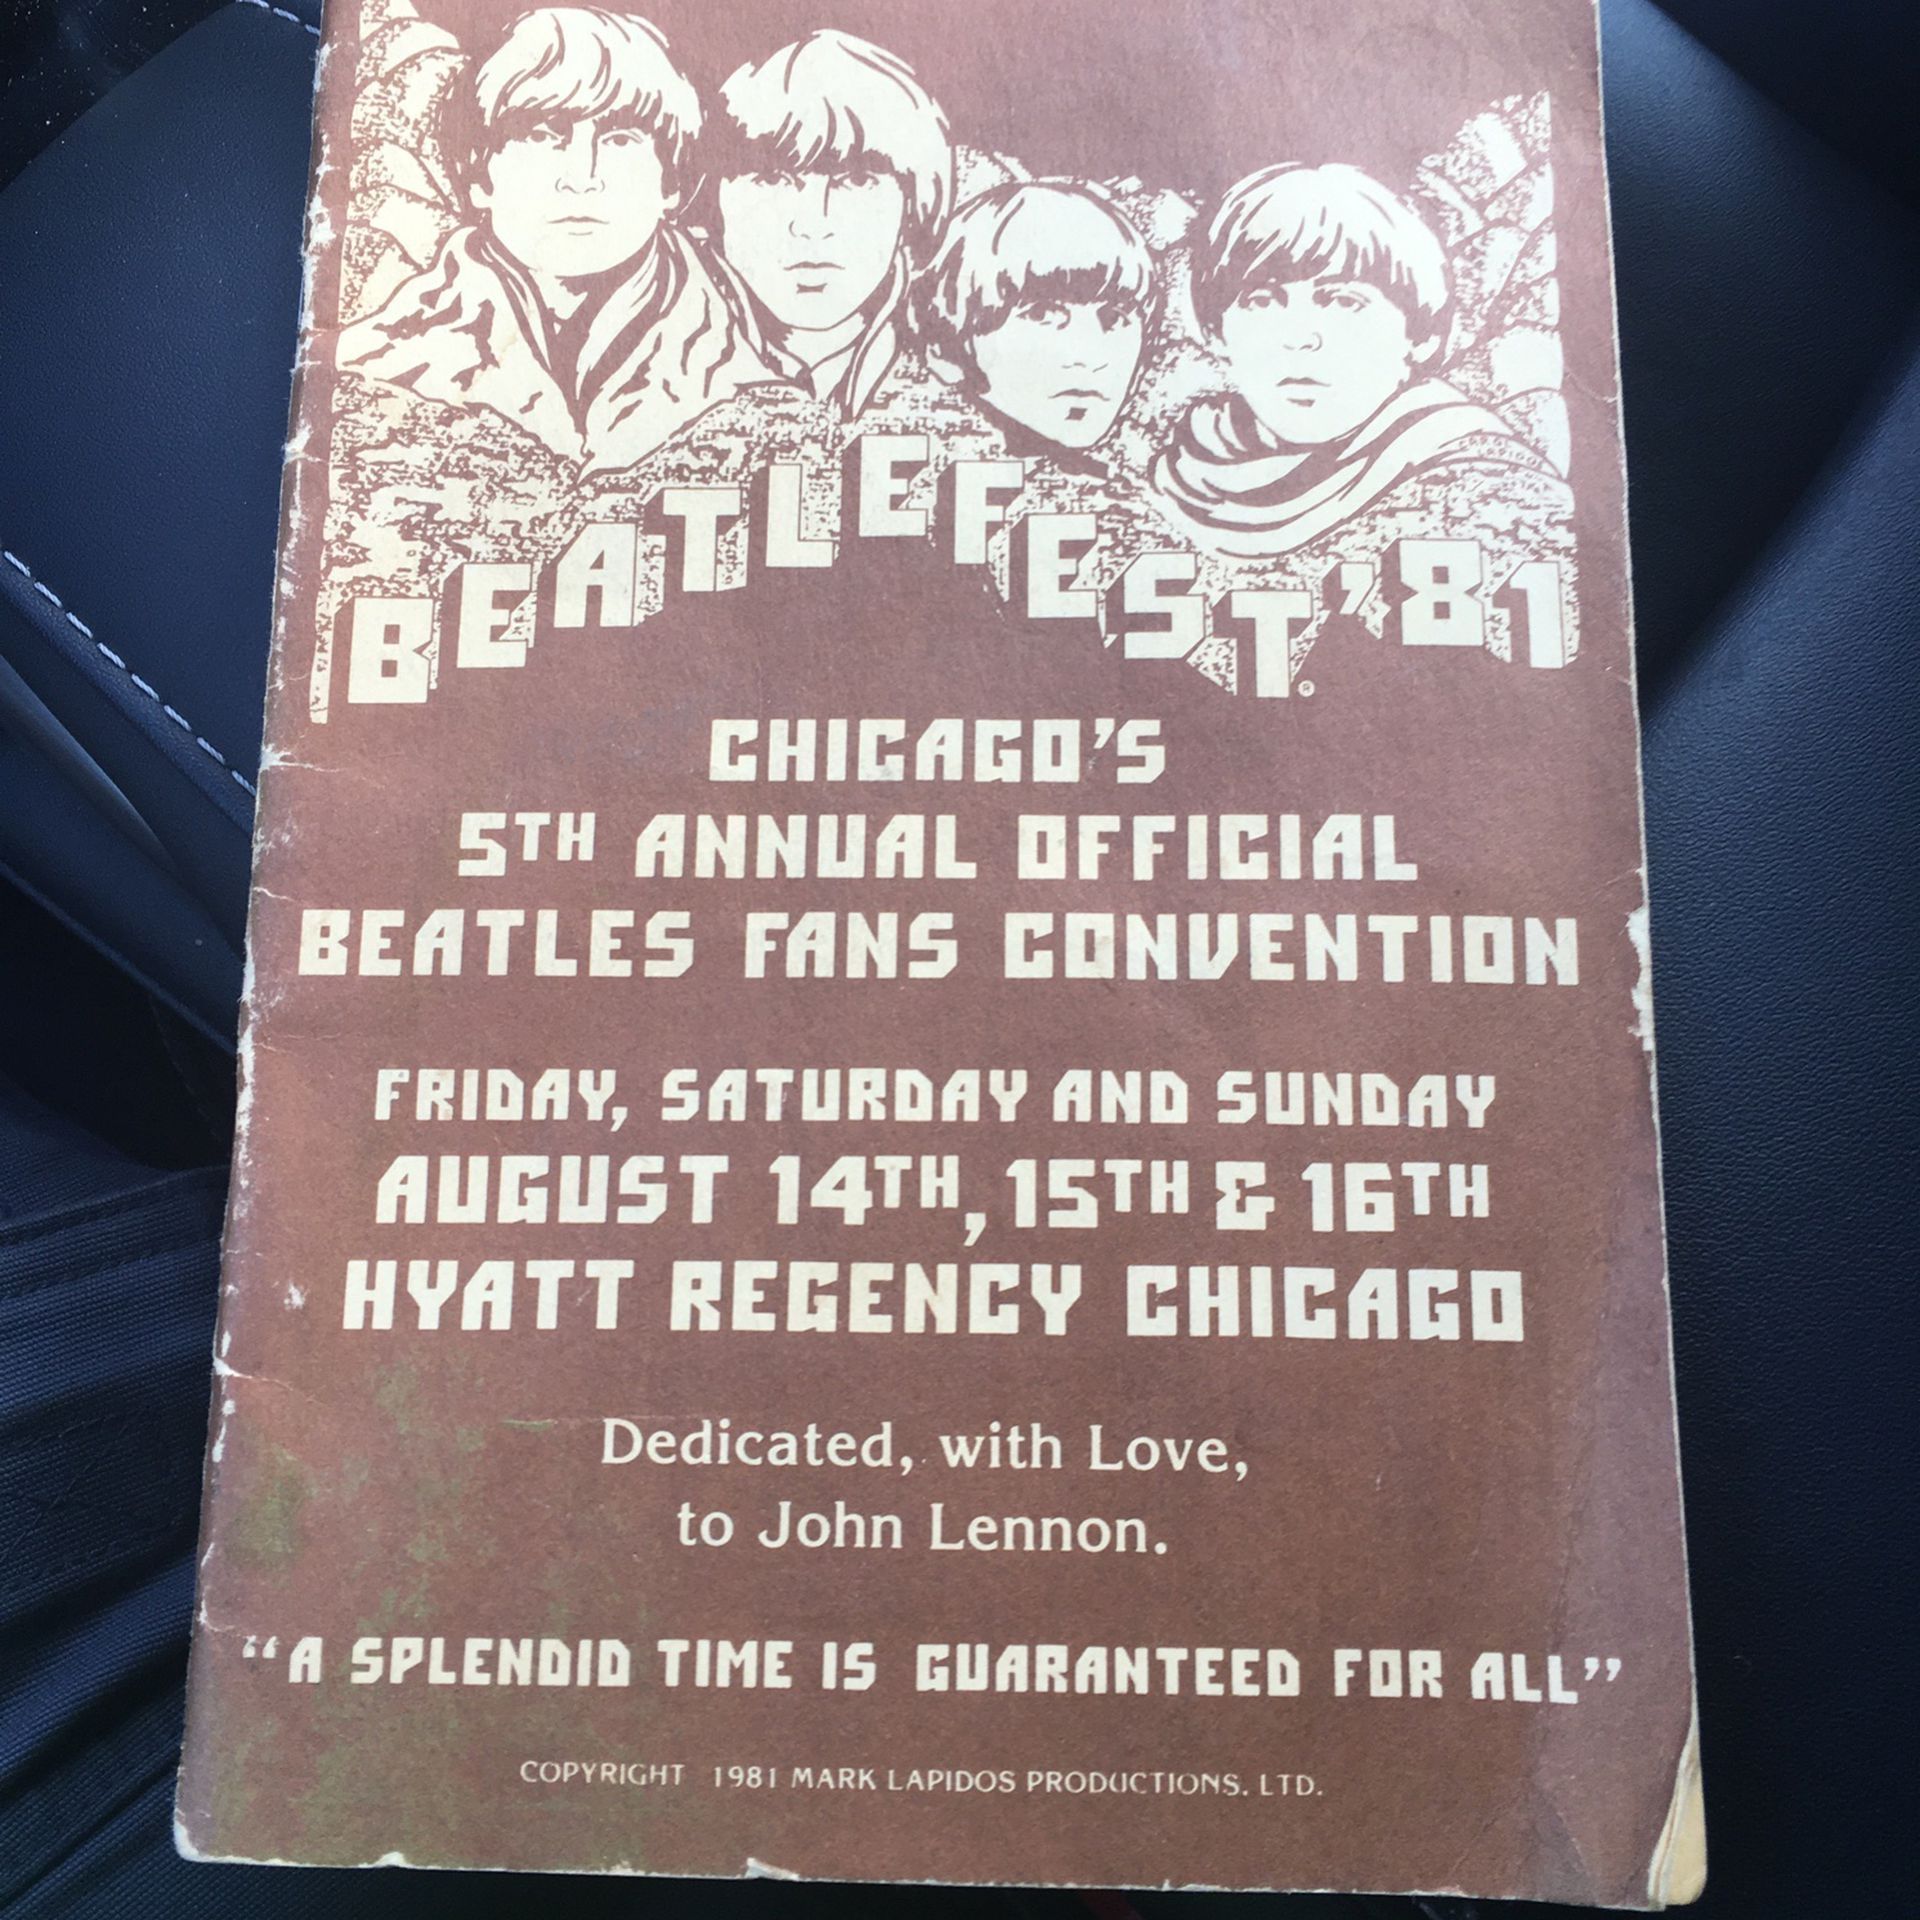 CAROL
LAPIDOS
BEATLEFEST'81
®
CHICAGO'S
5TH ANNUAL OFFICIAL
BEATLES FANS CONVENTION
FRIDAY, SATURDAY AND SUNDAY
AUGUST 14TH, 15TH & 16TH
HYATT REGENCY CHICAGO
Dedicated, with Love,
to John Lennon.
“A SPLENDID TIME IS GUARANTEED FOR ALL”
COPYRIGHT 1981 MARK LAPIDOS PRODUCTIONS, LTD.